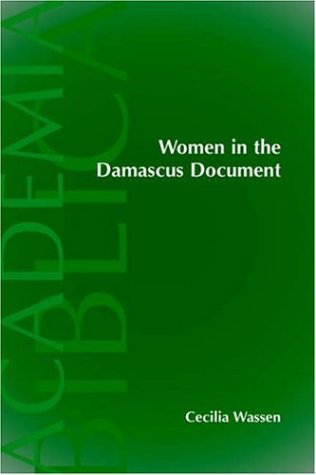 ACADEMIA
BIBLICA
Women in the
Damascus Document
Cecilia Wassen